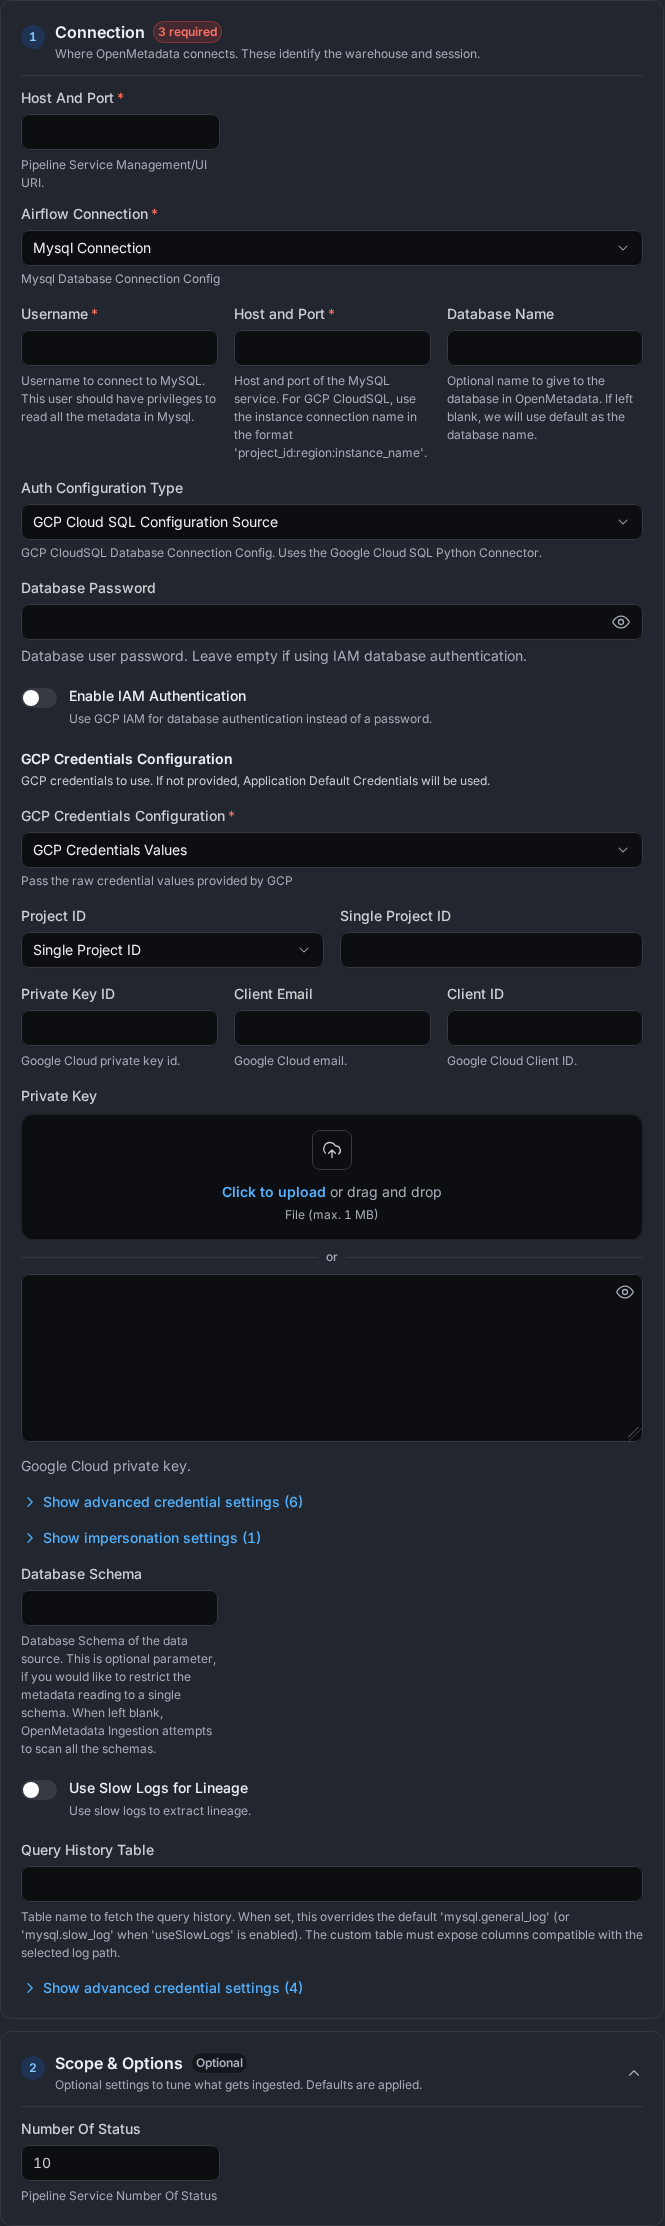 1
Connection 3 required
Where OpenMetadata connects. These identify the warehouse and session.
Host And Port *
Pipeline Service Management/UI
URI.
Airflow Connection *
Mysql Connection
Mysql Database Connection Config
Username * Host and Port * Database Name
Username to connect to MySQL.
This user should have privileges to
read all the metadata in Mysql.
Host and port of the MySQL
service. For GCP CloudSQL, use
the instance connection name in
the format
'project_id:region:instance_name'.
Optional name to give to the
database in OpenMetadata. If left
blank, we will use default as the
database name.
Auth Configuration Type
GCP Cloud SQL Configuration Source
GCP CloudSQL Database Connection Config. Uses the Google Cloud SQL Python Connector.
Database Password
Database user password. Leave empty if using IAM database authentication.
Enable IAM Authentication
Use GCP IAM for database authentication instead of a password.
GCP Credentials Configuration
GCP credentials to use. If not provided, Application Default Credentials will be used.
GCP Credentials Configuration *
GCP Credentials Values
Pass the raw credential values provided by GCP
Project ID Single Project ID
Single Project ID
Private Key ID Client Email Client ID
Google Cloud private key id. Google Cloud email. Google Cloud Client ID.
Private Key
Click to upload or drag and drop
File (max. 1 MB)
or
Google Cloud private key.
Show advanced credential settings (6)
Show impersonation settings (1)
Database Schema
Database Schema of the data
source. This is optional parameter,
if you would like to restrict the
metadata reading to a single
schema. When left blank,
OpenMetadata Ingestion attempts
to scan all the schemas.
Use Slow Logs for Lineage
Use slow logs to extract lineage.
Query History Table
Table name to fetch the query history. When set, this overrides the default 'mysql.general_log' (or
'mysql.slow_log' when 'useSlowLogs' is enabled). The custom table must expose columns compatible with the
selected log path.
Show advanced credential settings (4)
2
Scope & Options Optional
Optional settings to tune what gets ingested. Defaults are applied.
Number Of Status
10
Pipeline Service Number Of Status